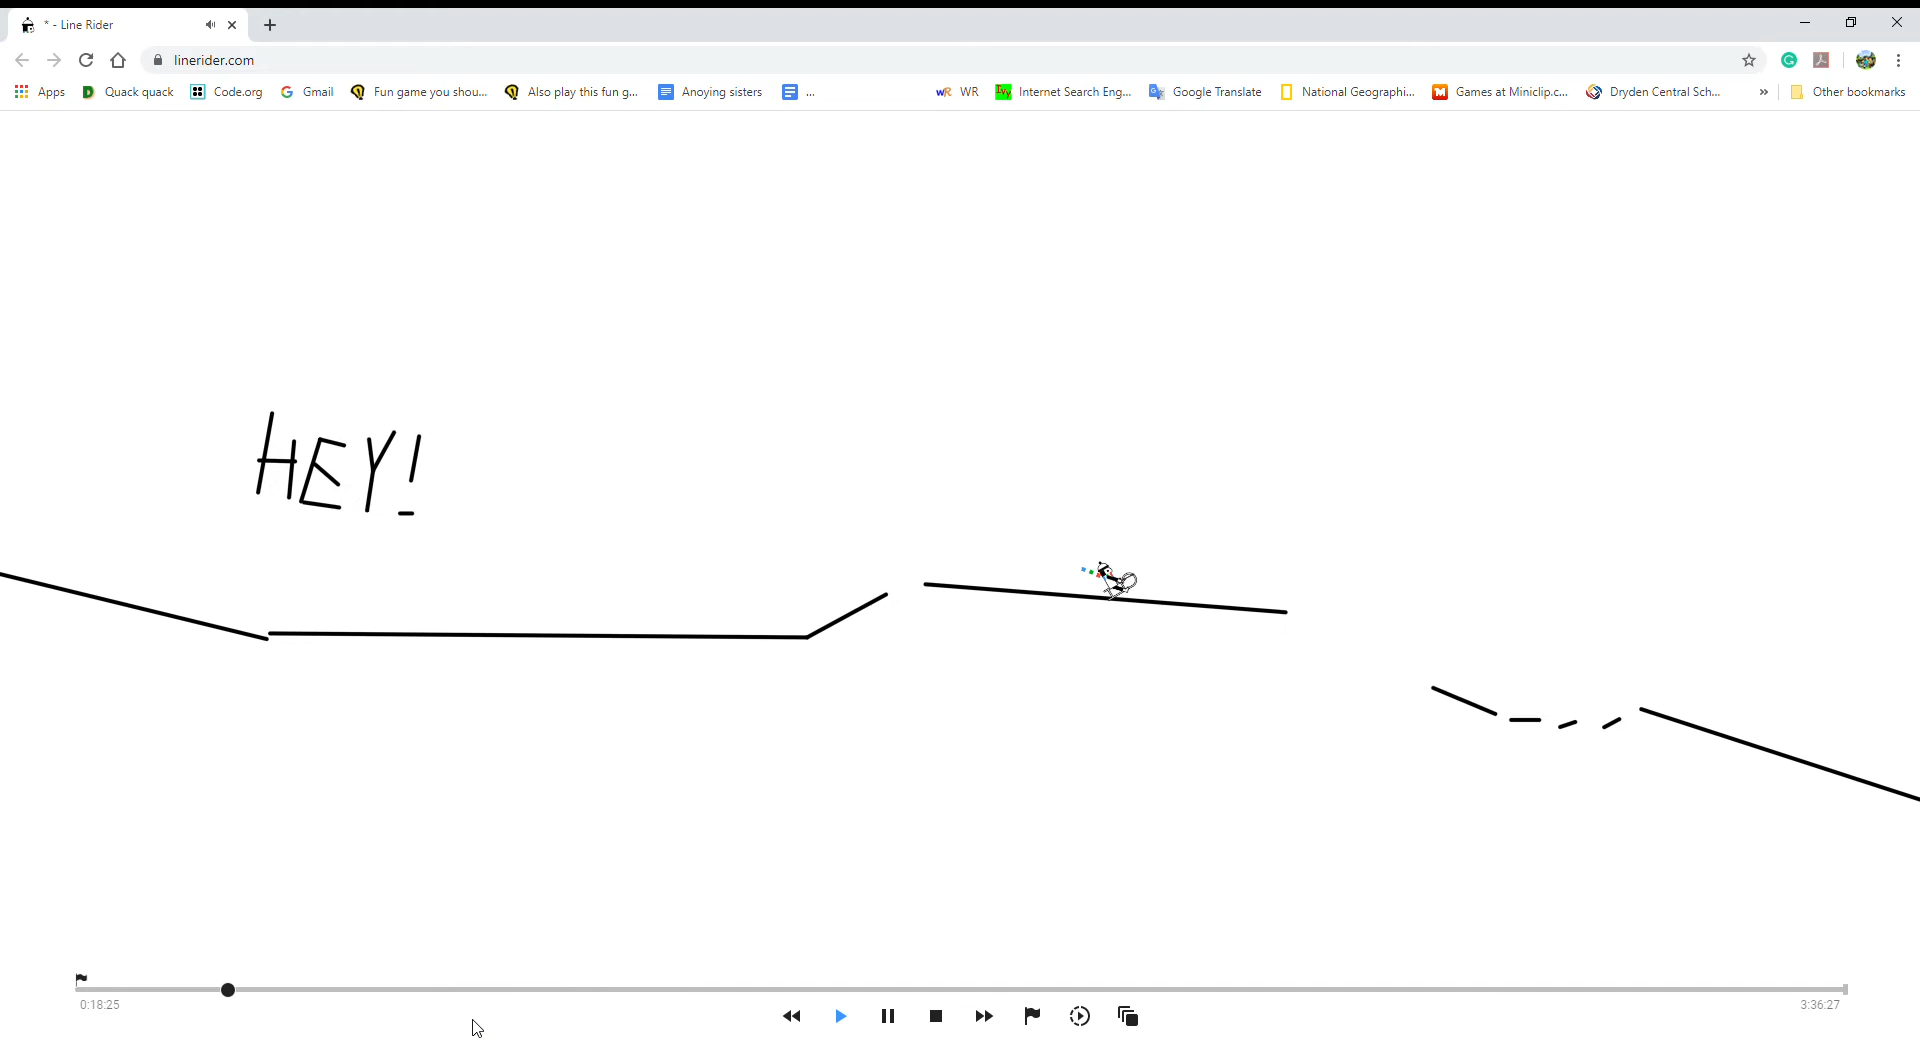 * - Line Rider
linerider.com
Apps Quack quack Code.org Gmail Fun game you shou... Also play this fun g... Anoying sisters ... WR Internet Search Eng... Google Translate National Geographi... Games at Miniclip.c... Dryden Central Sch... » Other bookmarks
HEY!
0:18:25 3:36:27